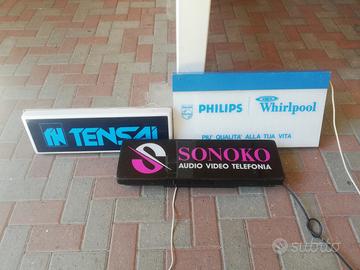 TENSAI
PHILIPS Whirlpool
PIU' QUALITA' ALLA TUA VITA
S SONOKO
AUDIO VIDEO TELEFONIA
subito